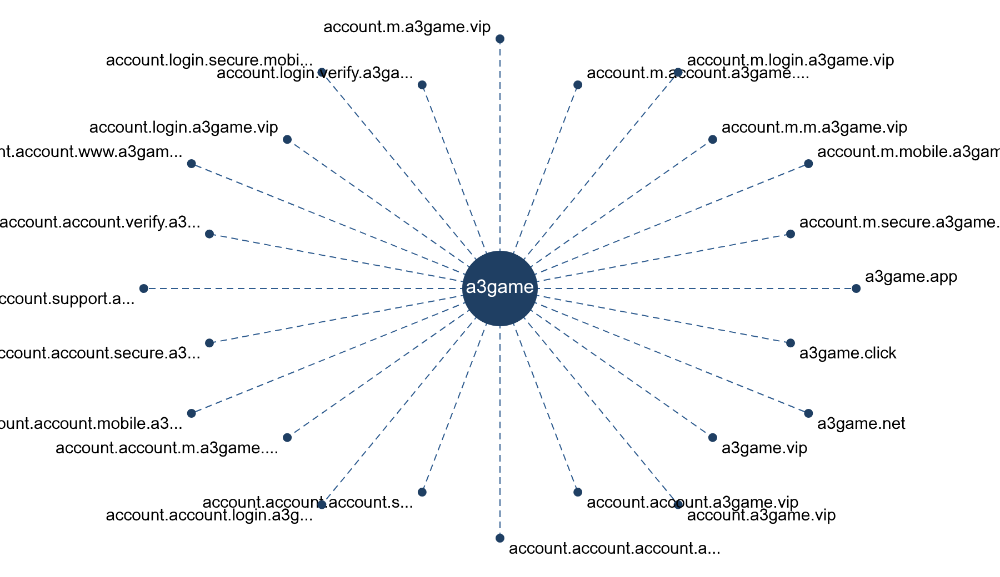 account.m.a3game.vip
account.login.secure.mobi...
account.m.login.a3game.vip
account.login.verify.a3ga...
account.m.account.a3game....
account.login.a3game.vip
account.m.m.a3game.vip
nt.account.www.a3gam...
account.m.mobile.a3gam
account.account.verify.a3...
account.m.secure.a3game.
a3game.app
a3game
ccount.support.a...
ccount.account.secure.a3...
a3game.click
ount.account.mobile.a3...
a3game.net
account.account.m.a3game....
a3game.vip
account.account.account.s...
account.account.a3game.vip
account.account.login.a3g...
account.a3game.vip
account.account.account.a...